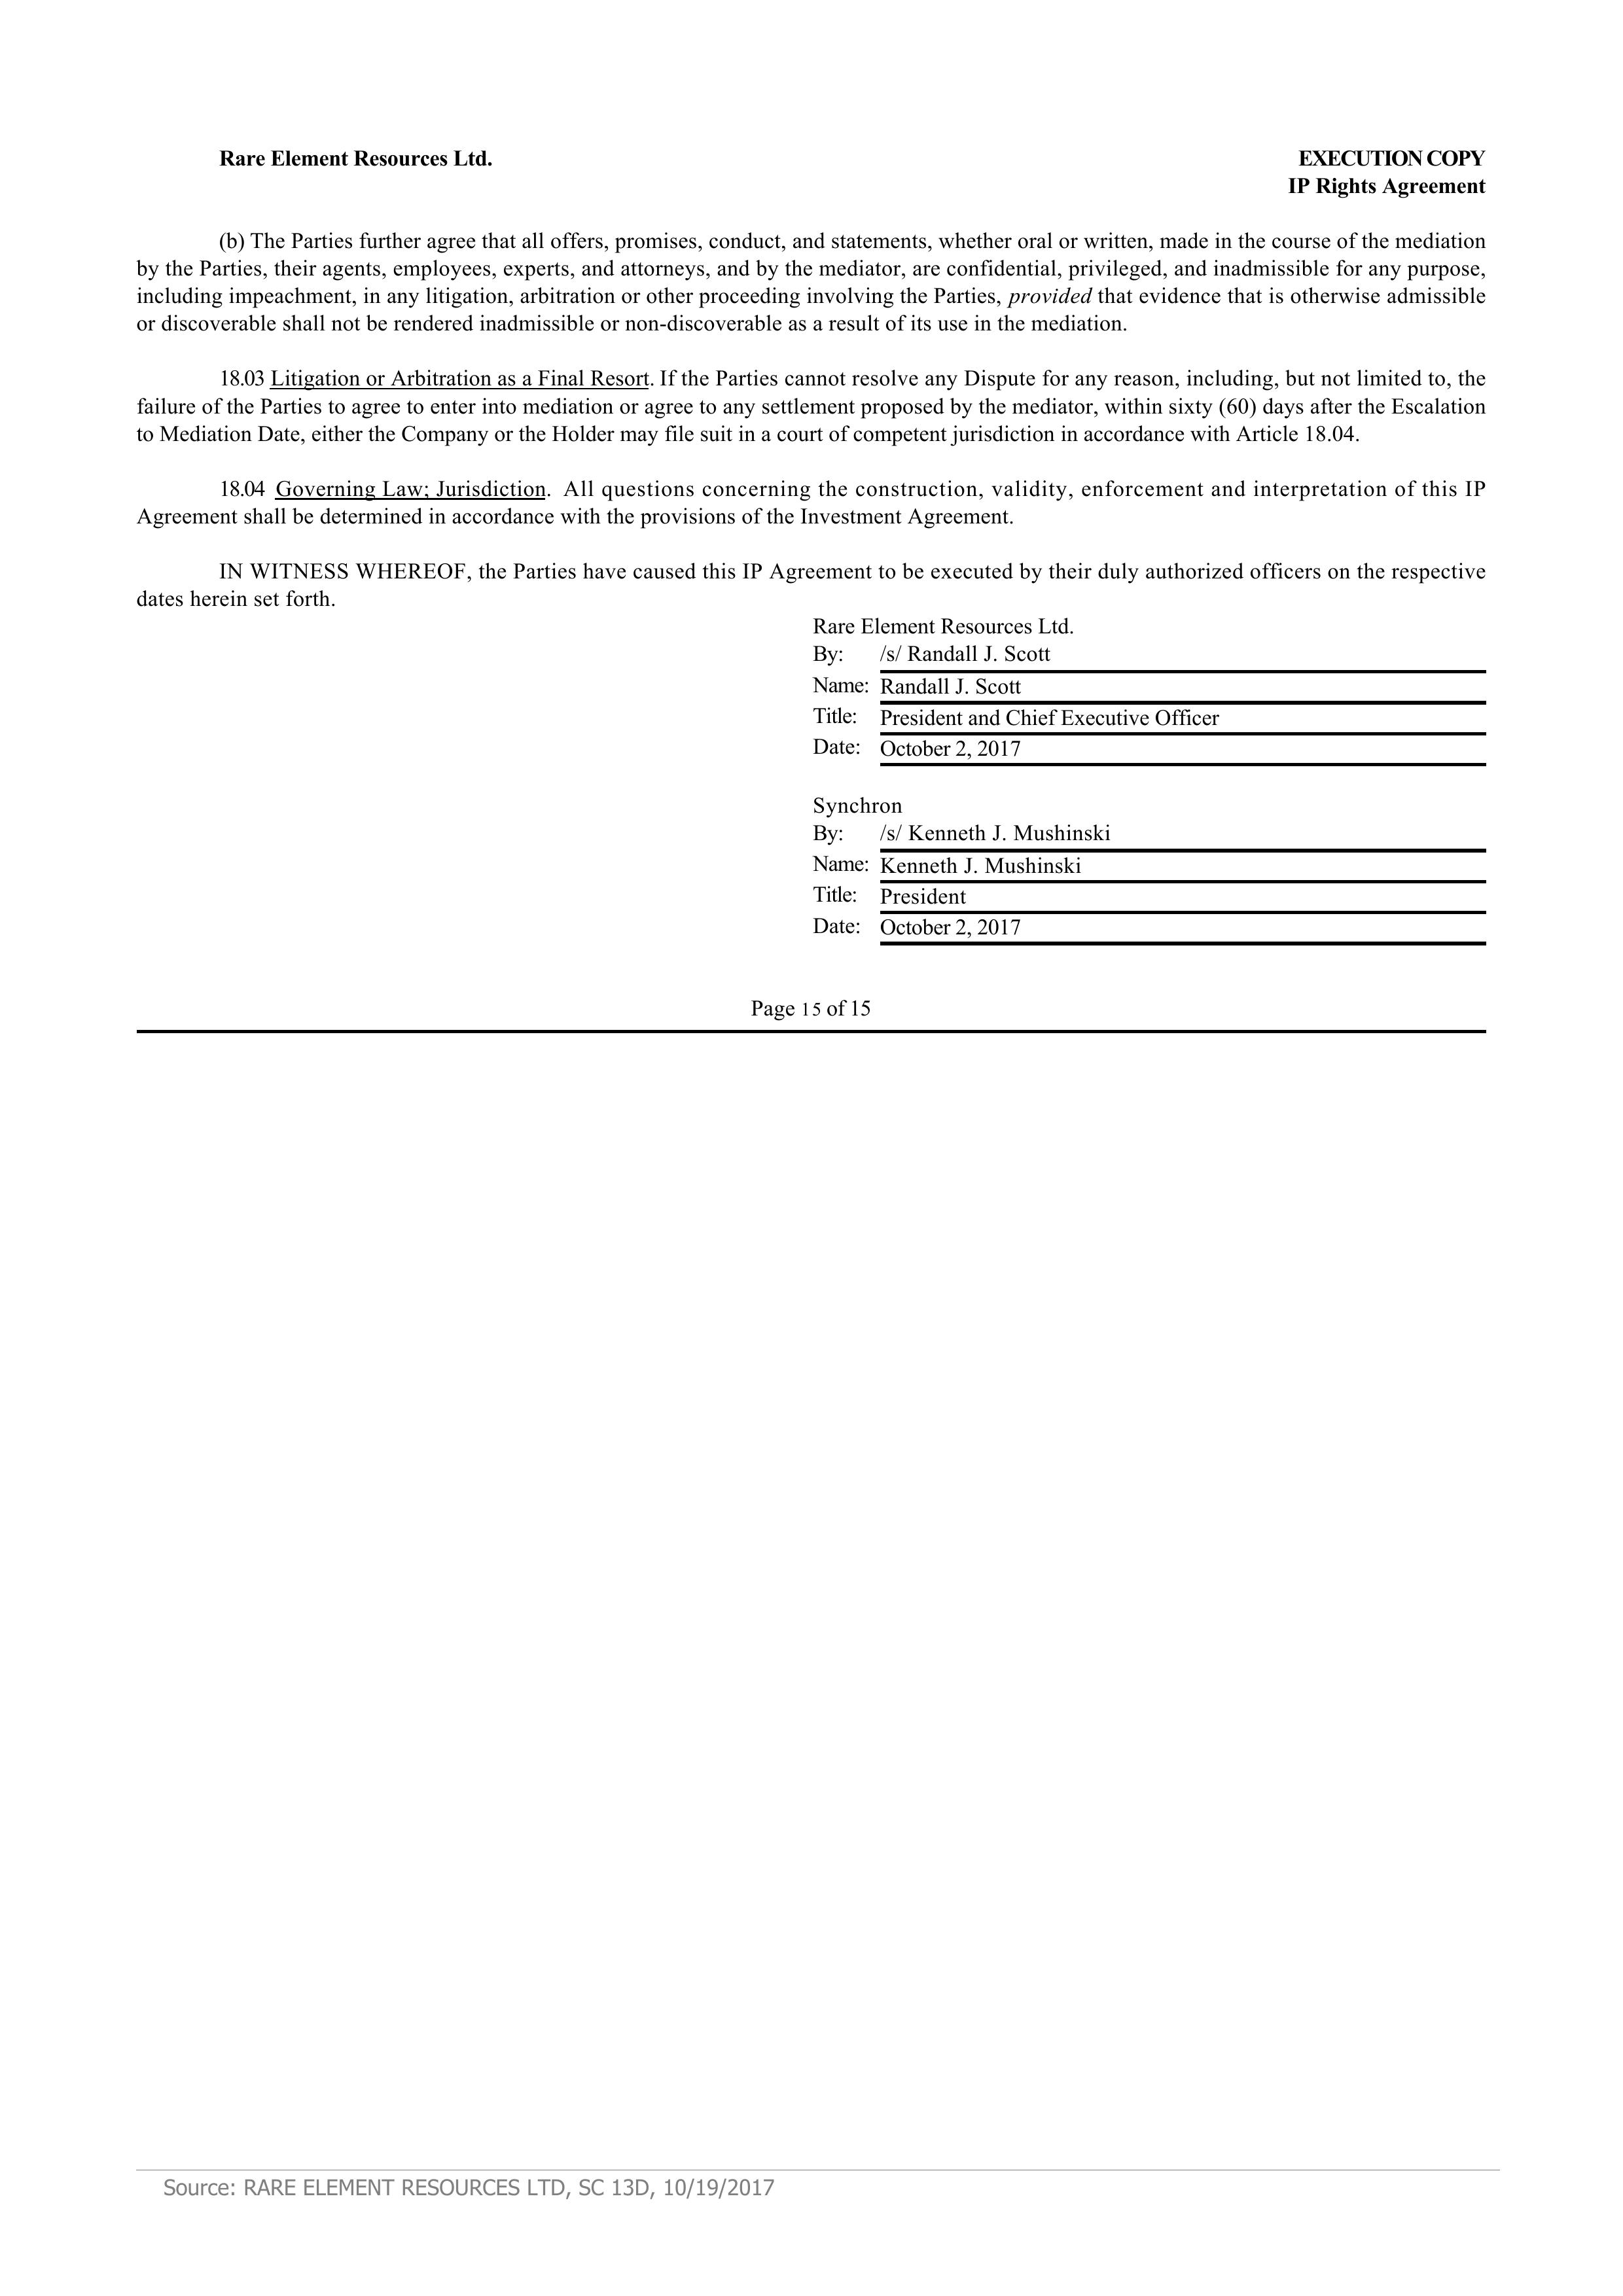 Rare Element Resources Ltd. EXECUTION COPY
IP Rights Agreement
(b) The Parties further agree that all offers, promises, conduct, and statements, whether oral or written, made in the course of the mediation
by the Parties, their agents, employees, experts, and attorneys, and by the mediator, are confidential, privileged, and inadmissible for any purpose,
including impeachment, in any litigation, arbitration or other proceeding involving the Parties, provided that evidence that is otherwise admissible
or discoverable shall not be rendered inadmissible or non-discoverable as a result of its use in the mediation.
18.03 Litigation or Arbitration as a Final Resort. If the Parties cannot resolve any Dispute for any reason, including, but not limited to, the
failure of the Parties to agree to enter into mediation or agree to any settlement proposed by the mediator, within sixty (60) days after the Escalation
to Mediation Date, either the Company or the Holder may file suit in a court of competent jurisdiction in accordance with Article 18.04.
18.04 Governing Law; Jurisdiction. All questions concerning the construction, validity, enforcement and interpretation of this IP
Agreement shall be determined in accordance with the provisions of the Investment Agreement.
IN WITNESS WHEREOF, the Parties have caused this IP Agreement to be executed by their duly authorized officers on the respective
dates herein set forth.
Rare Element Resources Ltd.
By: /s/ Randall J. Scott
Name: Randall J. Scott
Title: President and Chief Executive Officer
Date: October 2, 2017
Synchron
By: /s/ Kenneth J. Mushinski
Name: Kenneth J. Mushinski
Title: President
Date: October 2, 2017
Page 15 of 15
Source: RARE ELEMENT RESOURCES LTD, SC 13D, 10/19/2017